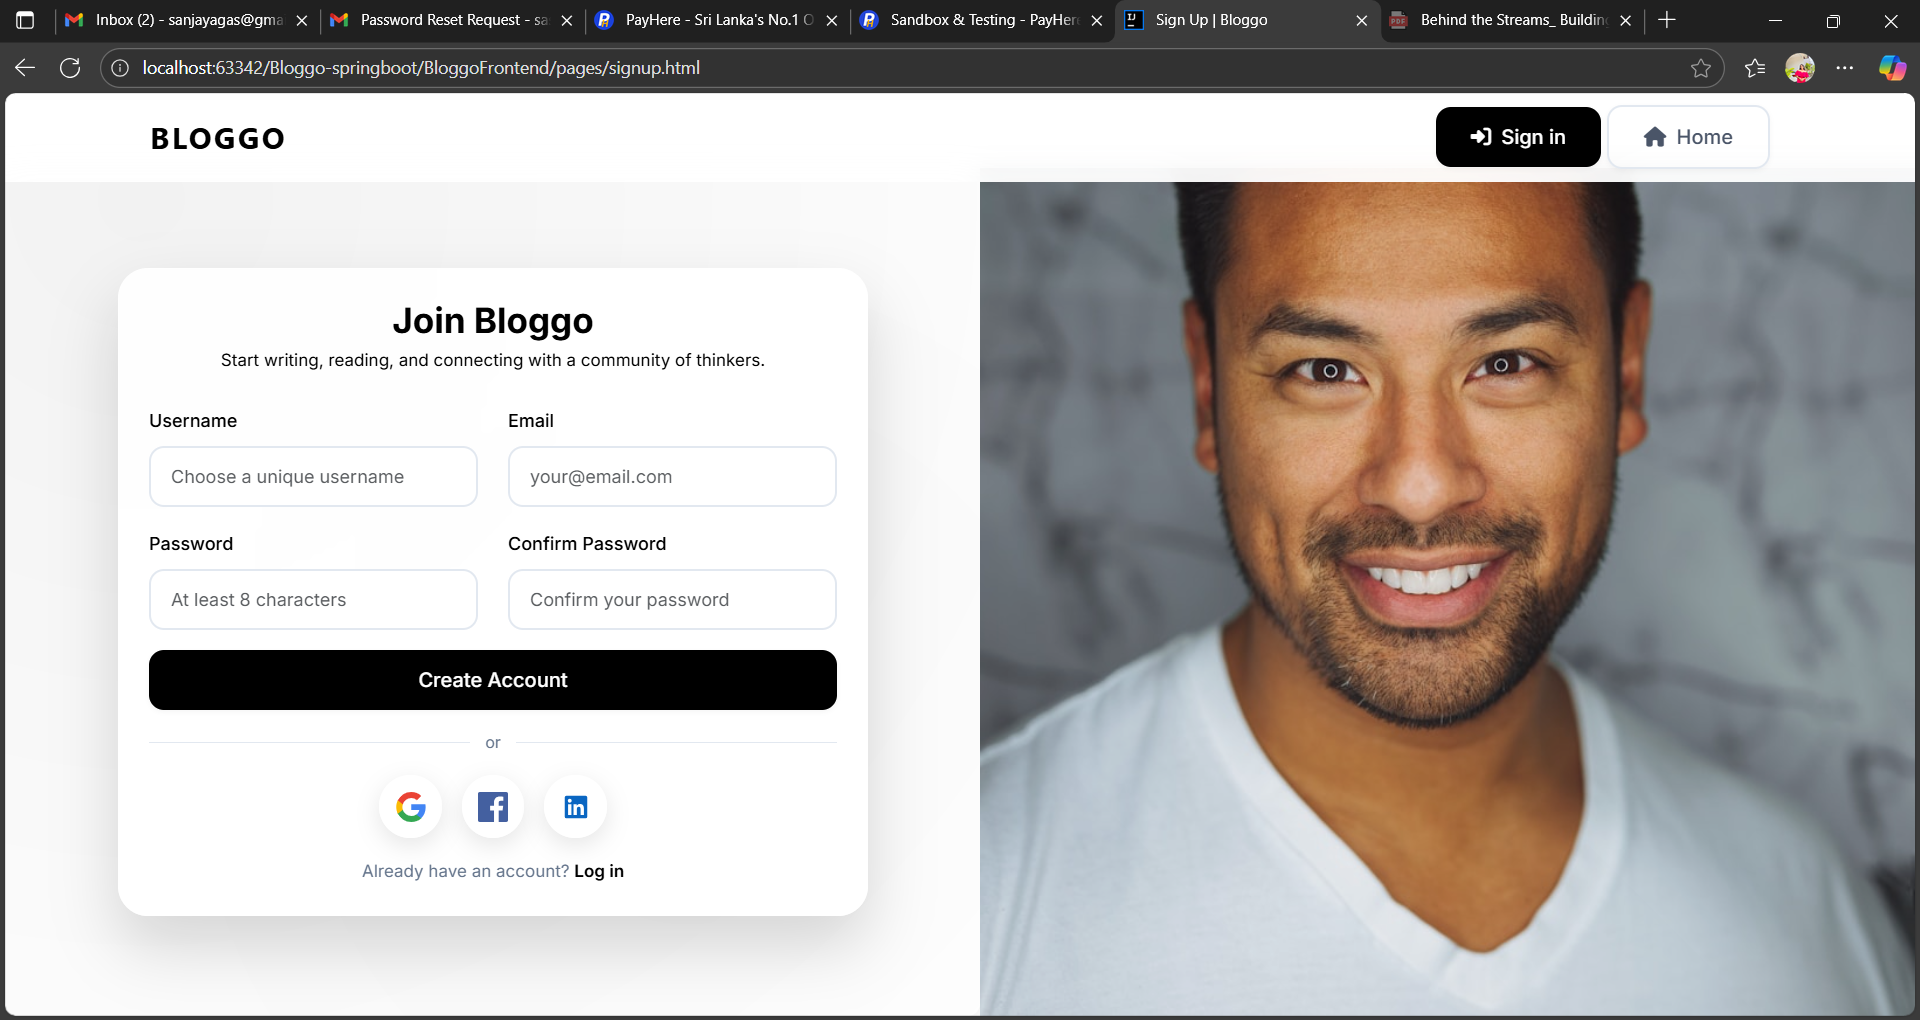 Inbox (2) - sanjayagas@gma
Password Reset Request - sa
PayHere - Sri Lanka's No.1 O
Sandbox & Testing - PayHere
Sign Up | Bloggo
Behind the Streams_ Building
localhost:63342/Bloggo-springboot/BloggoFrontend/pages/signup.html
BLOGGO
Sign in
Home
Join Bloggo
Start writing, reading, and connecting with a community of thinkers.
Username
Email
Choose a unique username
your@email.com
Password
Confirm Password
At least 8 characters
Confirm your password
Create Account
or
Already have an account? Log in